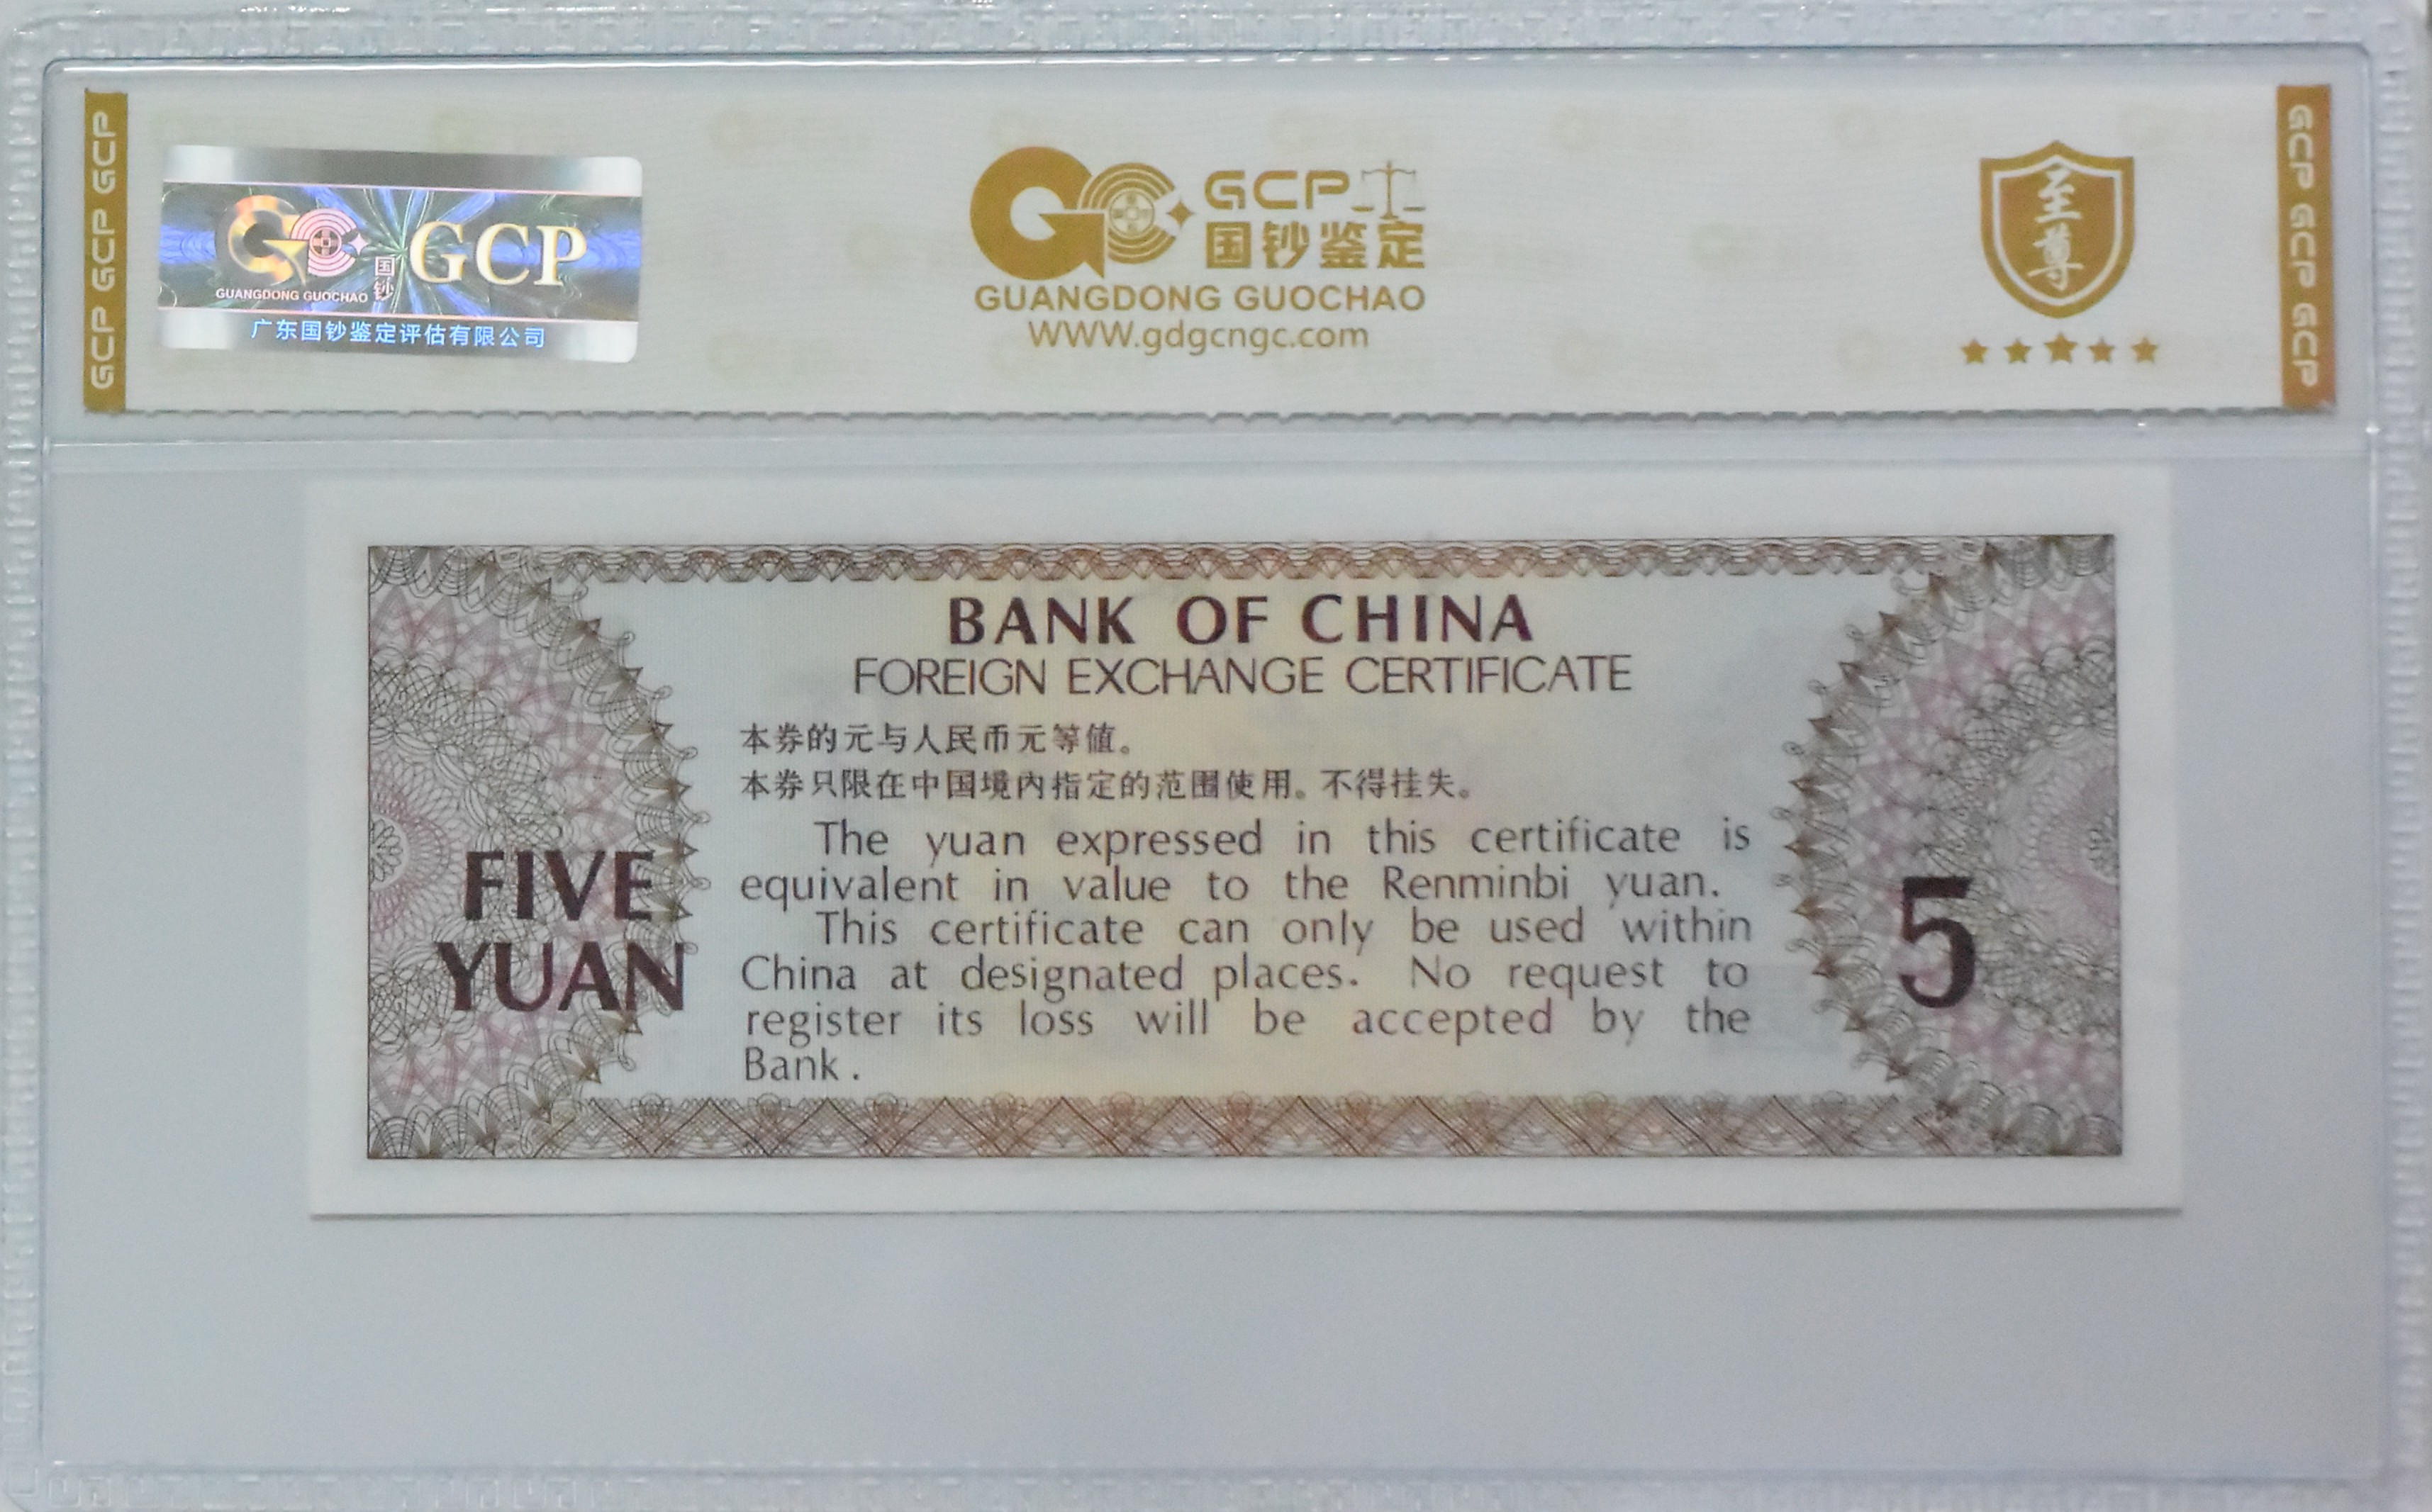 GCP GCP GCP
GCP
国钞
GUANGDONG GUOCHAO
广东国钞鉴定评估有限公司
GCP
国钞鉴定
GUANGDONG GUOCHAO
WWW.gdgcngc.com
至尊
GCP GCP GCP
BANK OF CHINA
FOREIGN EXCHANGE CERTIFICATE
本券的元与人民币元等值。
本券只限在中国境内指定的范围使用。不得挂失。
The yuan expressed in this certificate is
equivalent in value to the Renminbi yuan.
This certificate can only be used within
China at designated places. No request to
register its loss will be accepted by the
Bank.
FIVE
YUAN
5